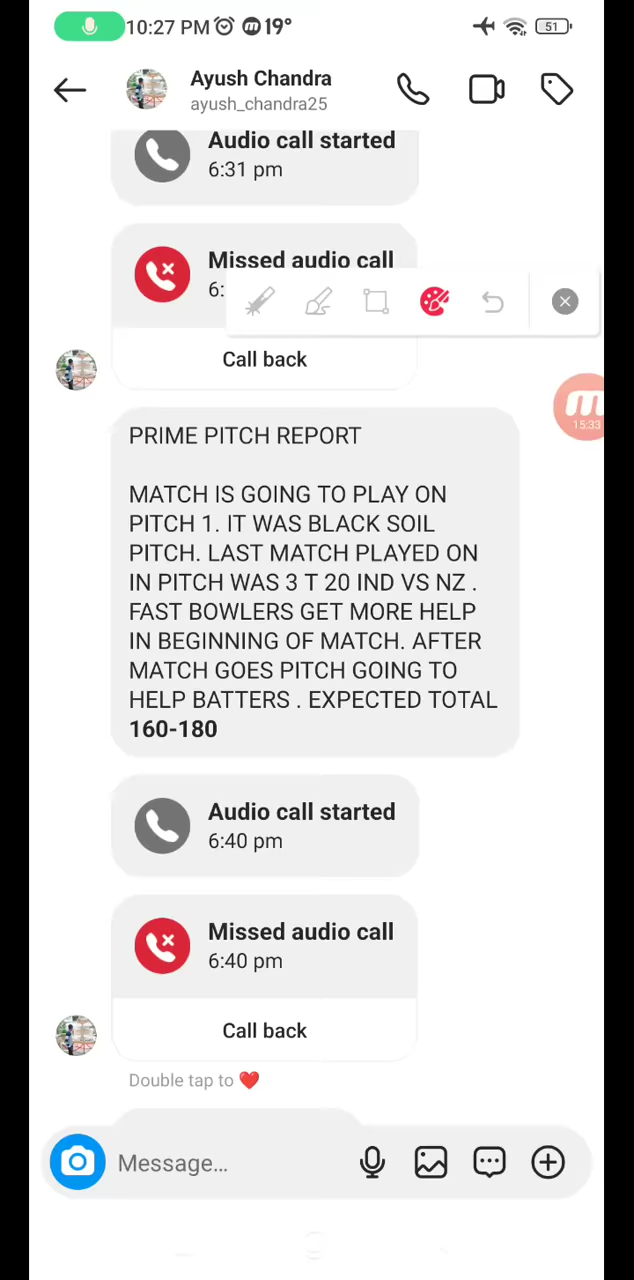 10:27 PM 19° 51
Ayush Chandra
ayush_chandra25
Audio call started
6:31 pm
Missed audio call
6:
Call back
15:33
PRIME PITCH REPORT
MATCH IS GOING TO PLAY ON
PITCH 1. IT WAS BLACK SOIL
PITCH. LAST MATCH PLAYED ON
IN PITCH WAS 3 T 20 IND VS NZ .
FAST BOWLERS GET MORE HELP
IN BEGINNING OF MATCH. AFTER
MATCH GOES PITCH GOING TO
HELP BATTERS . EXPECTED TOTAL
160-180
Audio call started
6:40 pm
Missed audio call
6:40 pm
Call back
Double tap to ❤️
Message...